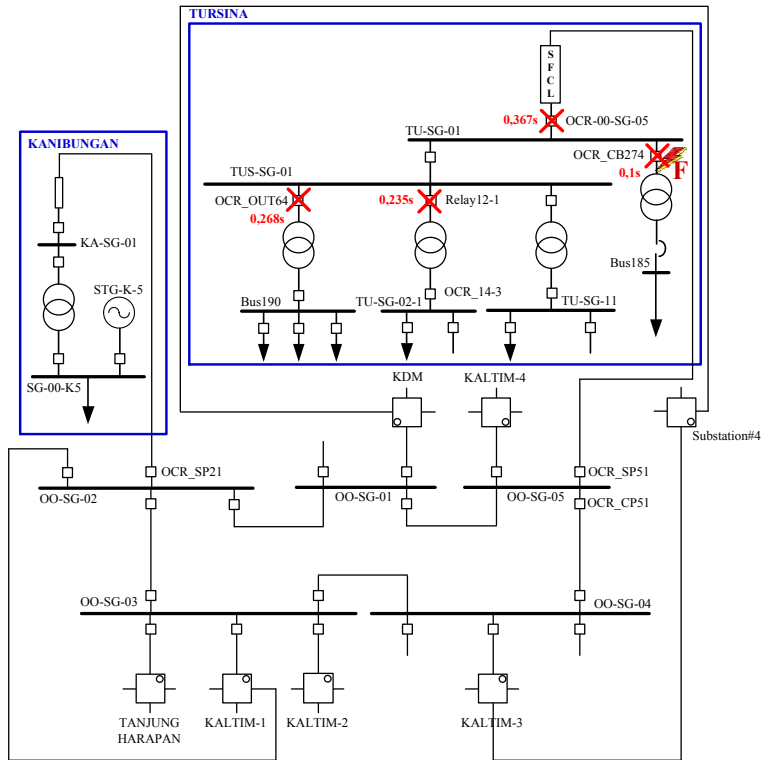 TURSINA
S
F
C
L
0,367s
OCR-00-SG-05
TU-SG-01
OCR_CB274
F
0,1s
TUS-SG-01
OCR_OUT64
0,268s
0,235s
Relay12-1
Bus185
OCR_14-3
Bus190
TU-SG-02-1
TU-SG-11
KANIBUNGAN
KA-SG-01
STG-K-5
SG-00-K5
KDM
KALTIM-4
Substation#4
OCR_SP21
OCR_SP51
OO-SG-02
OO-SG-01
OO-SG-05
OCR_CP51
OO-SG-03
OO-SG-04
TANJUNG
HARAPAN
KALTIM-1
KALTIM-2
KALTIM-3